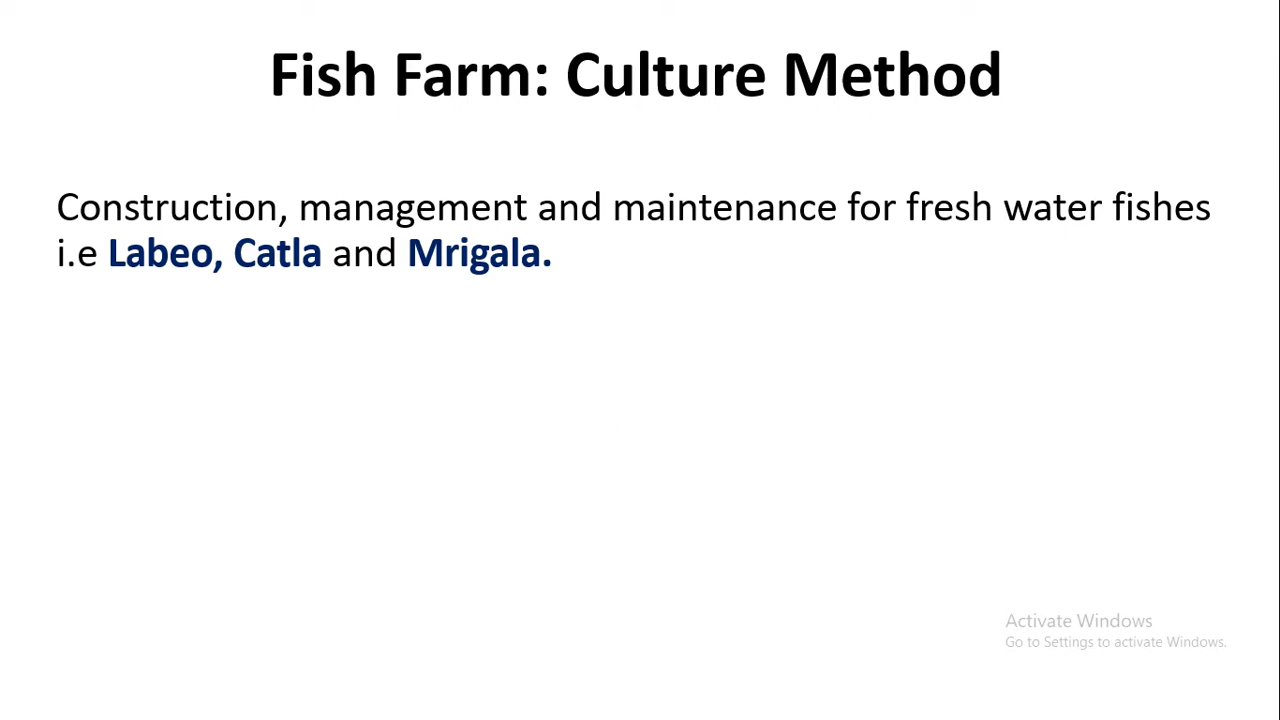 Fish Farm: Culture Method
Construction, management and maintenance for fresh water fishes
i.e Labeo, Catla and Mrigala.
Activate Windows
Go to Settings to activate Windows.